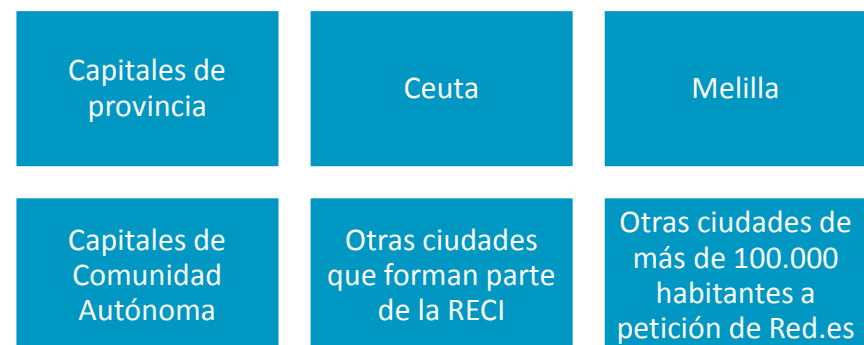 Capitales de
provincia
Ceuta
Melilla
Capitales de
Comunidad
Autónoma
Otras ciudades
que forman parte
de la RECI
Otras ciudades de
más de 100.000
habitantes a
petición de Red.es